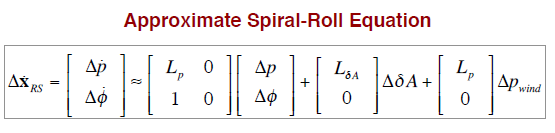 Approximate Spiral-Roll Equation
Δẋ_RS = [Δṗ; Δϕ̇] ≈ [L_p 0; 1 0] [Δp; Δϕ] + [L_δA; 0] ΔδA + [L_p; 0] Δp_wind